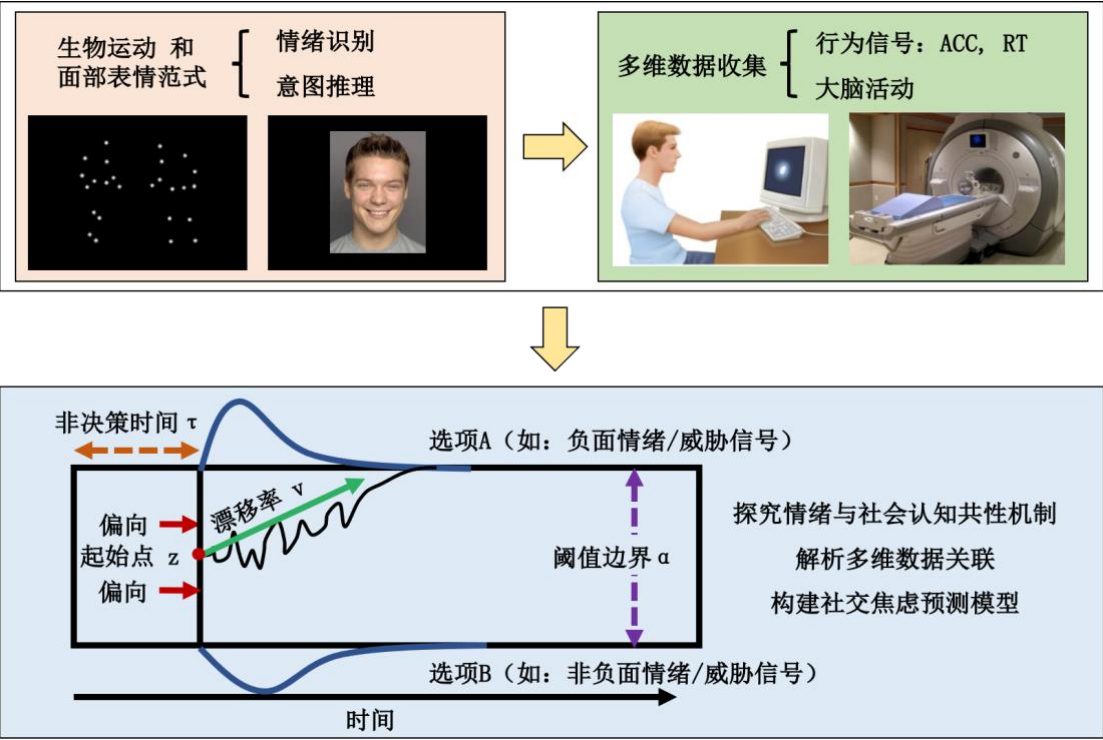 生物运动 和
面部表情范式
情绪识别
意图推理
多维数据收集
行为信号：ACC, RT
大脑活动
非决策时间 τ
选项A（如：负面情绪/威胁信号）
漂移率 v
偏向
起始点 z
偏向
阈值边界 α
探究情绪与社会认知共性机制
解析多维数据关联
构建社交焦虑预测模型
选项B（如：非负面情绪/威胁信号）
时间